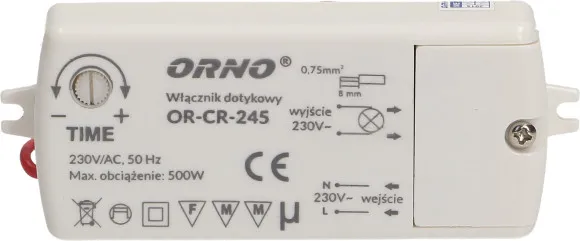 ORNO®
Włącznik dotykowy
OR-CR-245
- +
TIME
230V/AC, 50 Hz
Max. obciążenie: 500W
CE
F M M µ
0,75mm²
8 mm
wyjście
230V~
N
230V~ wejście
L